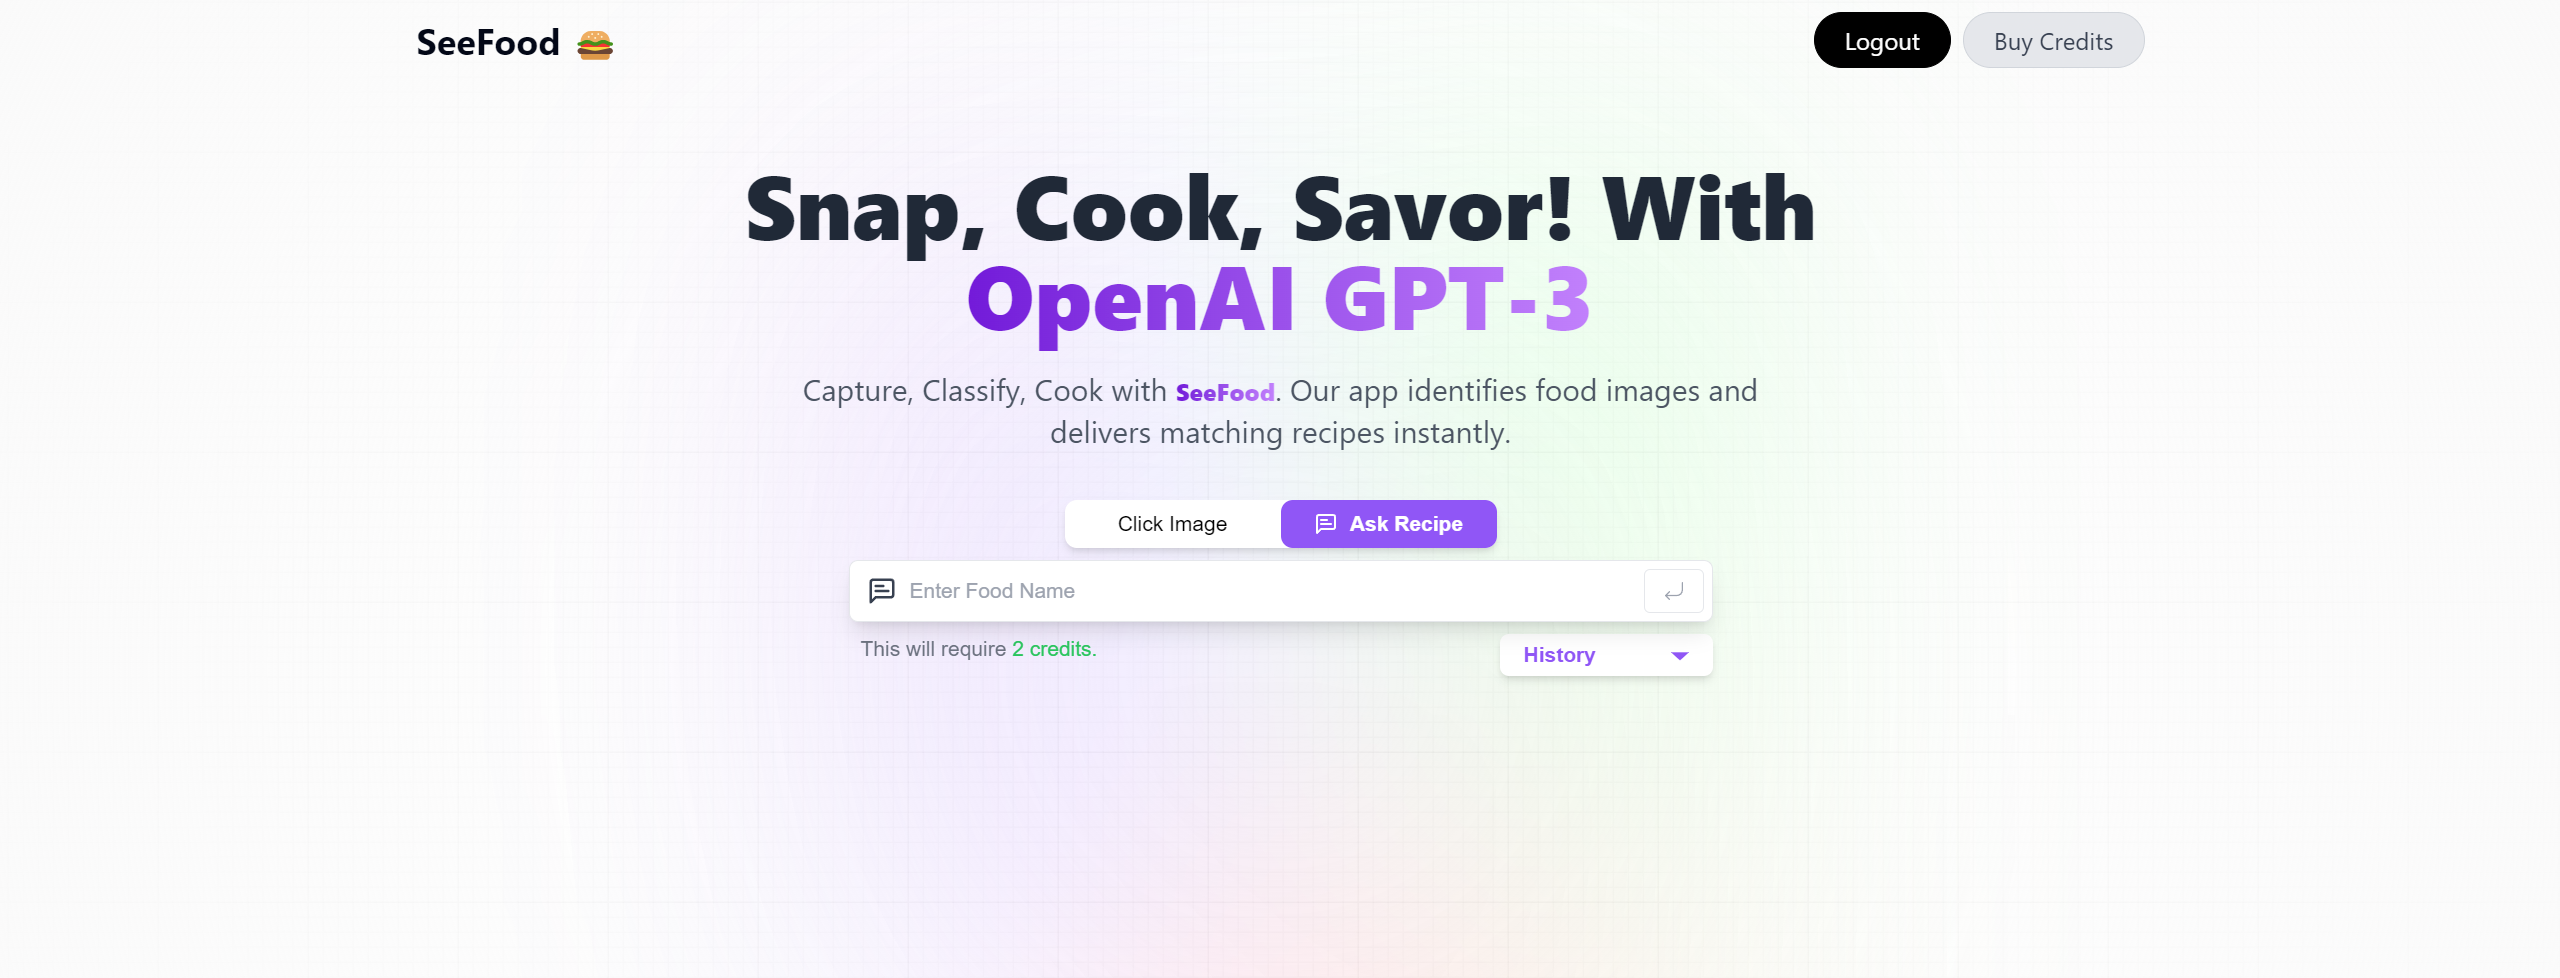 SeeFood
Logout
Buy Credits
Snap, Cook, Savor! With
OpenAI GPT-3
Capture, Classify, Cook with SeeFood. Our app identifies food images and
delivers matching recipes instantly.
Click Image
Ask Recipe
Enter Food Name
This will require 2 credits.
History